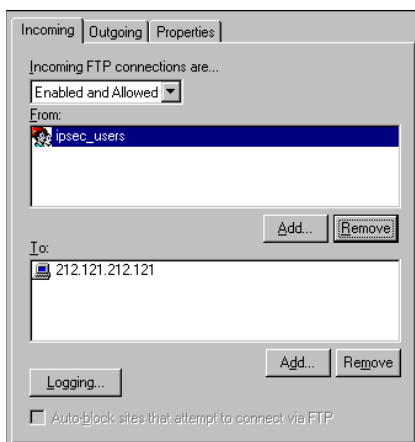 Incoming Outgoing Properties
Incoming FTP connections are...
Enabled and Allowed
From:
ipsec_users
Add... Remove
To:
212.121.212.121
Add... Remove
Logging...
Auto-block sites that attempt to connect via FTP